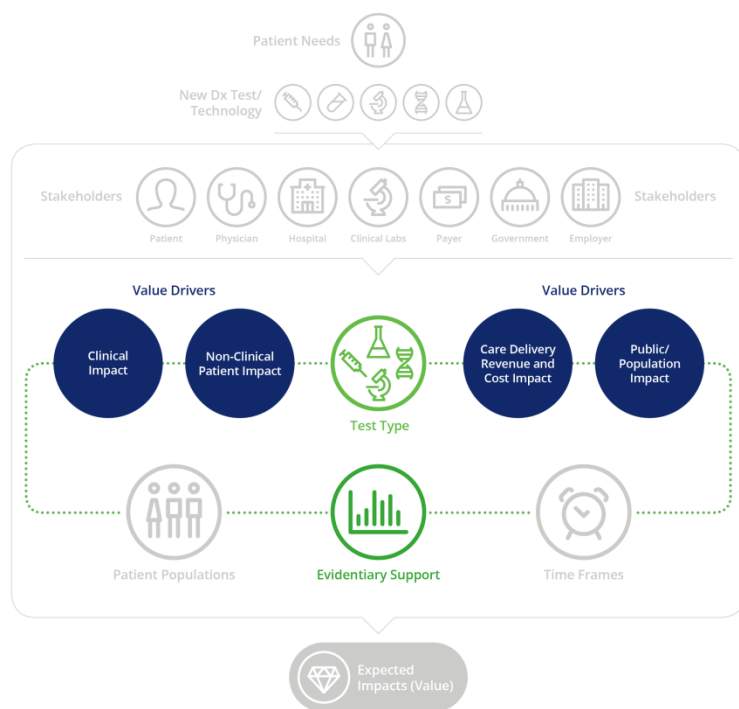 Patient Needs
New Dx Test/
Technology
Stakeholders
Stakeholders
$
Patient
Physician
Hospital
Clinical Labs
Payer
Government
Employer
Value Drivers
Value Drivers
Clinical
Impact
Non-Clinical
Patient Impact
Care Delivery
Revenue and
Cost Impact
Public/
Population
Impact
Test Type
Patient Populations
Evidentiary Support
Time Frames
Expected
Impacts (Value)